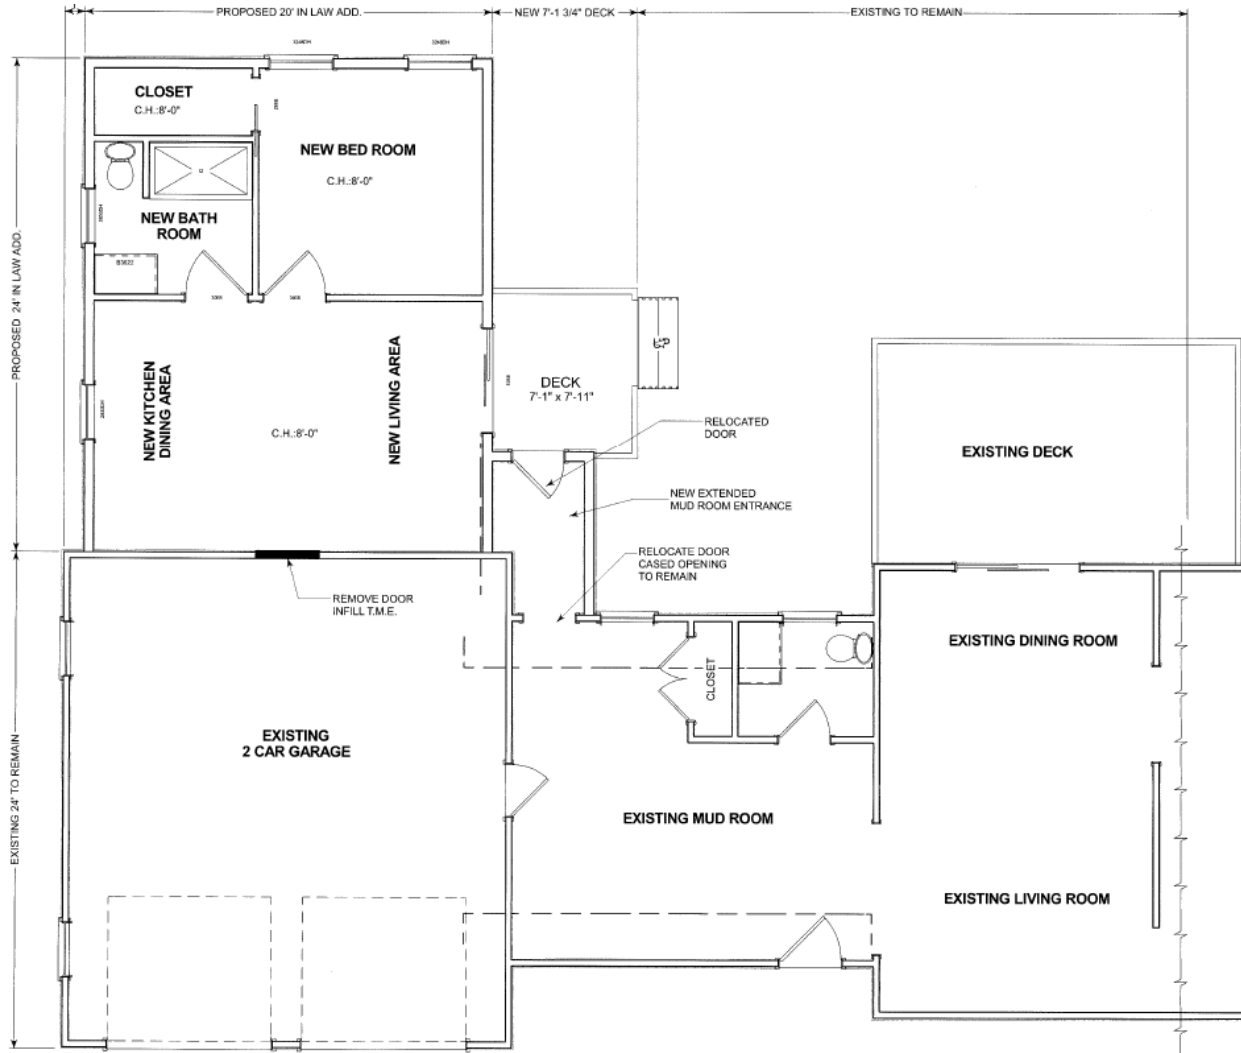 PROPOSED 20' IN LAW ADD.
NEW 7'-1 3/4" DECK
EXISTING TO REMAIN
CLOSET
C.H.:8'-0"
NEW BED ROOM
C.H.:8'-0"
NEW BATH
ROOM
B3622
PROPOSED 24' IN LAW ADD.
NEW KITCHEN
DINING AREA
C.H.:8'-0"
NEW LIVING AREA
DECK
7'-1" x 7'-11"
RELOCATED
DOOR
NEW EXTENDED
MUD ROOM ENTRANCE
RELOCATE DOOR
CASED OPENING
TO REMAIN
EXISTING DECK
REMOVE DOOR
INFILL T.M.E.
EXISTING DINING ROOM
CLOSET
EXISTING
2 CAR GARAGE
EXISTING 24' TO REMAIN
EXISTING MUD ROOM
EXISTING LIVING ROOM